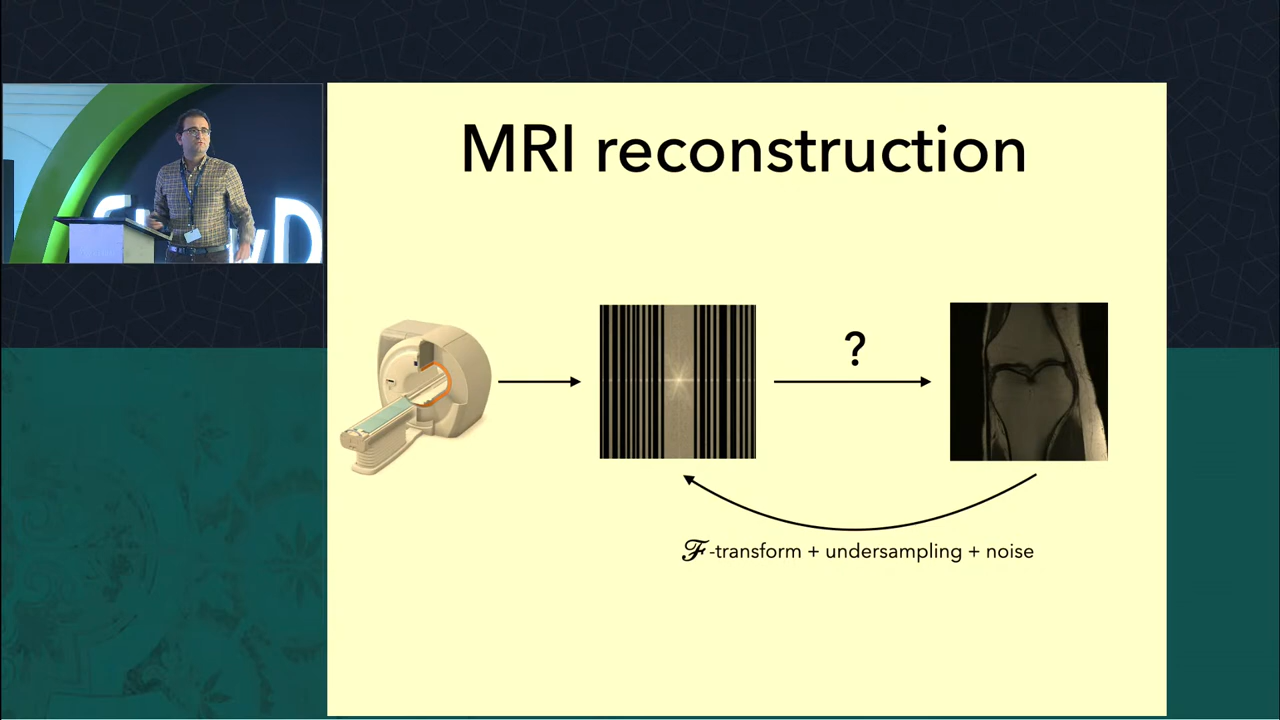 MRI reconstruction
?
ℱ-transform + undersampling + noise